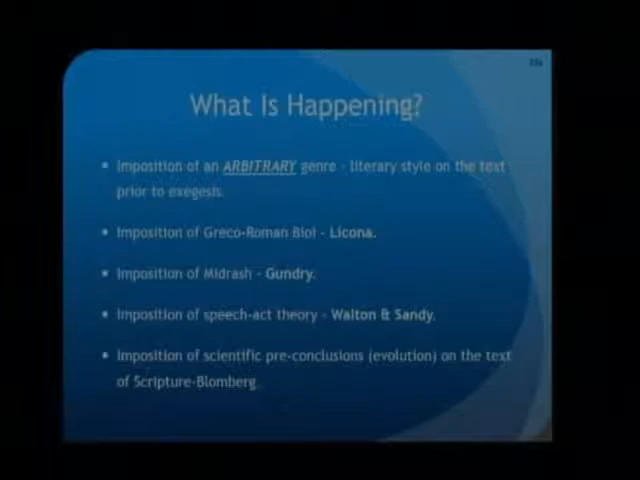 What Is Happening?
Imposition of an ARBITRARY genre - literary style on the text
prior to exegesis.
Imposition of Greco-Roman Bioi - Licona.
Imposition of Midrash - Gundry.
Imposition of speech-act theory - Walton & Sandy.
Imposition of scientific pre-conclusions (evolution) on the text
of Scripture-Blomberg.